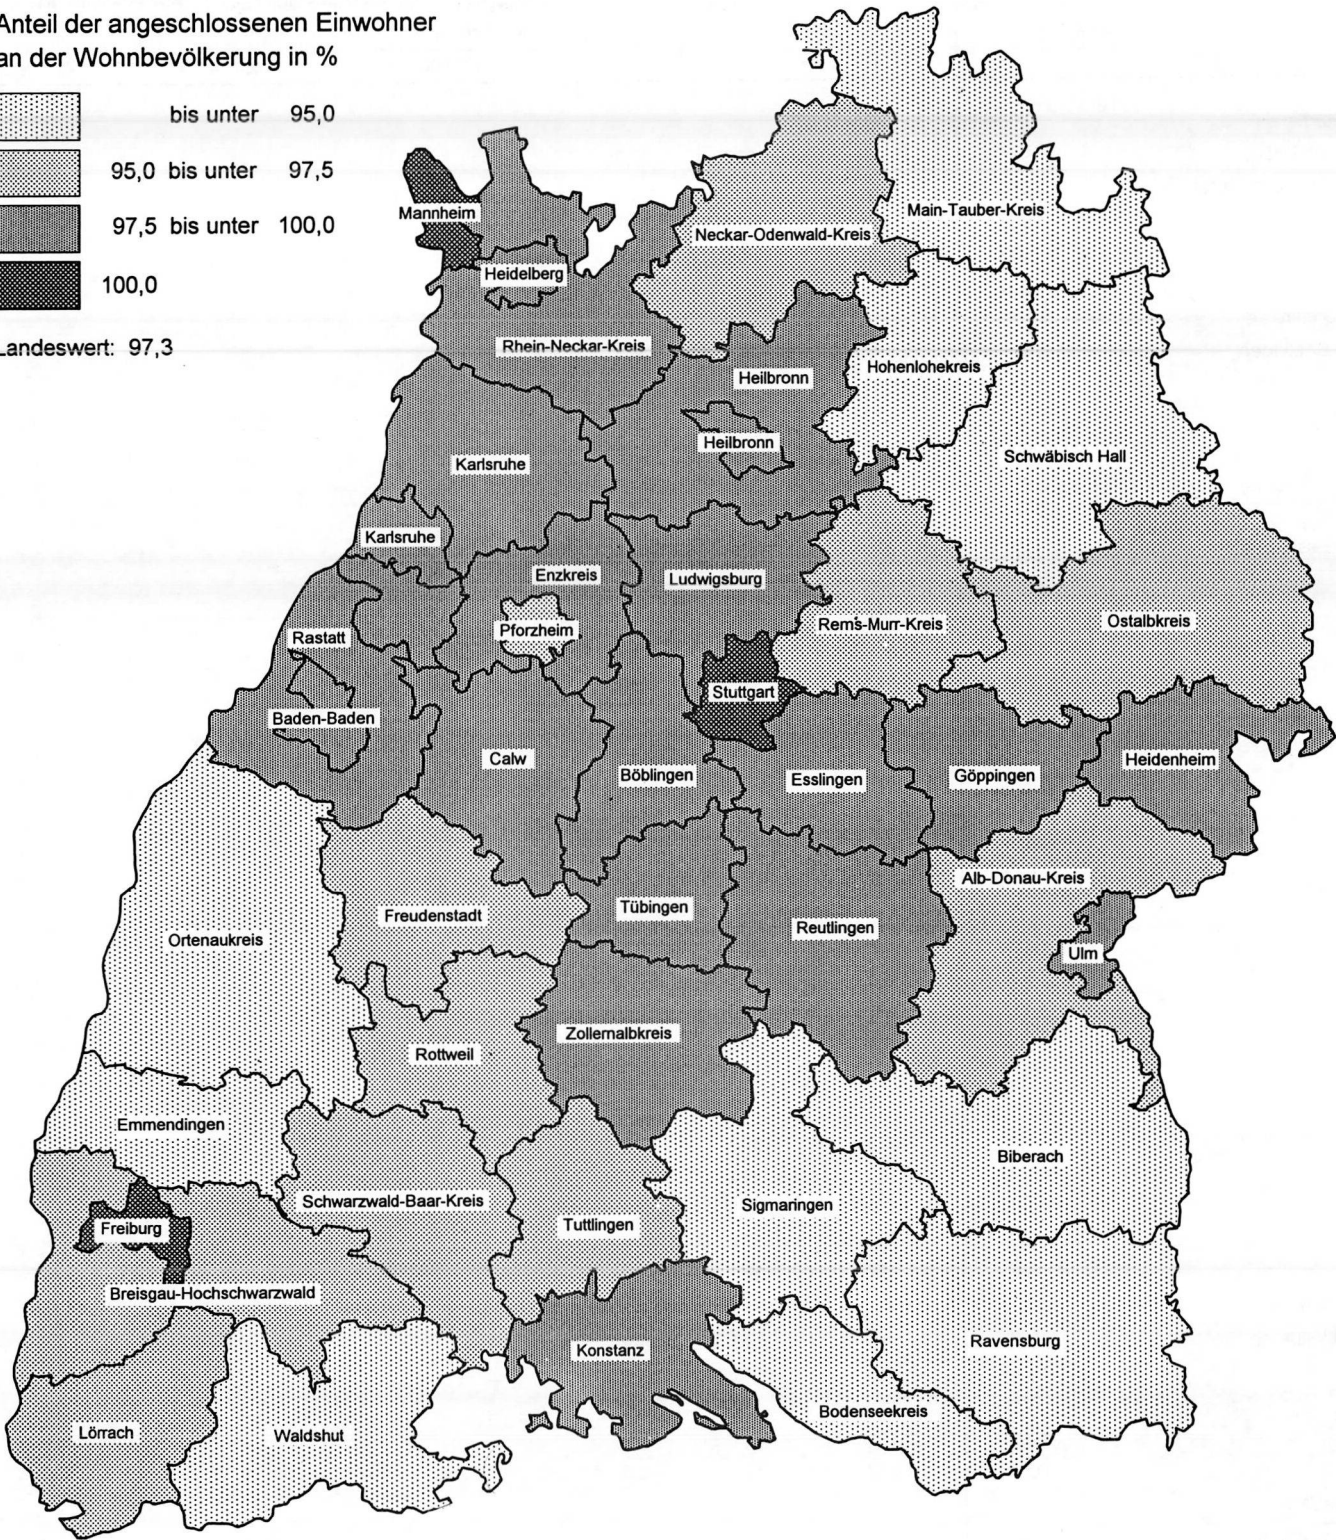 Anteil der angeschlossenen Einwohner
an der Wohnbevölkerung in %
bis unter 95,0
95,0 bis unter 97,5
97,5 bis unter 100,0
100,0
Landeswert: 97,3
Main-Tauber-Kreis
Mannheim
Neckar-Odenwald-Kreis
Heidelberg
Rhein-Neckar-Kreis
Hohenlohekreis
Heilbronn
Heilbronn
Schwäbisch Hall
Karlsruhe
Karlsruhe
Enzkreis
Ludwigsburg
Rems-Murr-Kreis
Ostalbkreis
Pforzheim
Rastatt
Stuttgart
Baden-Baden
Calw
Böblingen
Esslingen
Göppingen
Heidenheim
Alb-Donau-Kreis
Freudenstadt
Tübingen
Reutlingen
Ortenaukreis
Ulm
Zollernalbkreis
Rottweil
Emmendingen
Biberach
Schwarzwald-Baar-Kreis
Sigmaringen
Tuttlingen
Freiburg
Breisgau-Hochschwarzwald
Ravensburg
Konstanz
Bodenseekreis
Lörrach
Waldshut